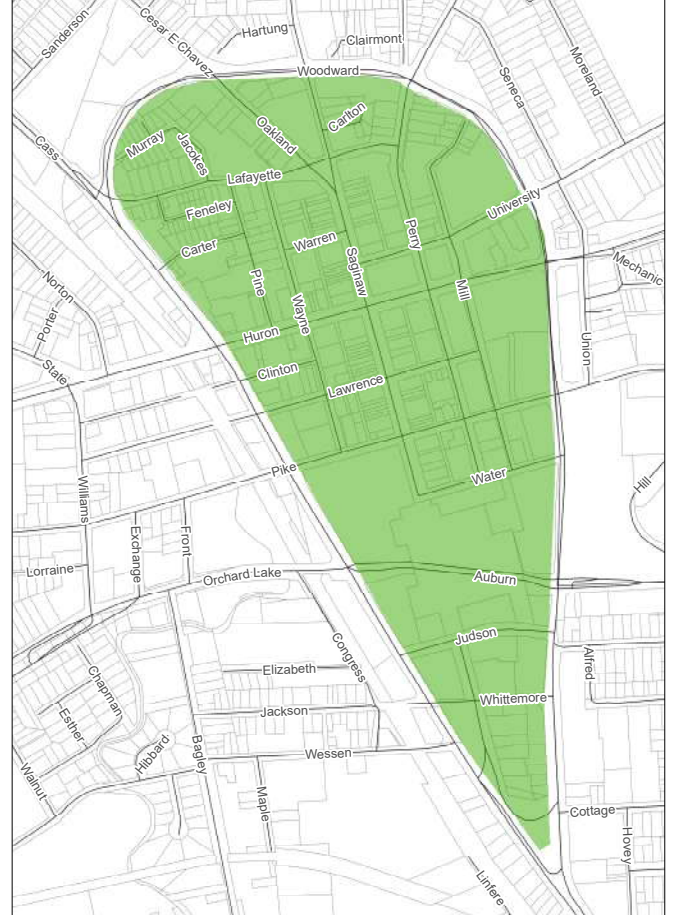 Sanderson
Cesar E Chavez
Hartung
Clairmont
Woodward
Seneca
Moreland
Cass
Murray
Jacokes
Oakland
Carlton
Lafayette
Feneley
Carter
Warren
Saginaw
Perry
University
Mechanic
Norton
Porter
Pine
Wayne
Mill
Huron
Union
State
Clinton
Lawrence
Pike
Water
Williams
Hill
Exchange
Front
Lorraine
Orchard Lake
Auburn
Judson
Alfred
Congress
Elizabeth
Chapman
Whittemore
Esther
Jackson
Hibbard
Bagley
Wessen
Walnut
Maple
Cottage
Hovey
Linfere